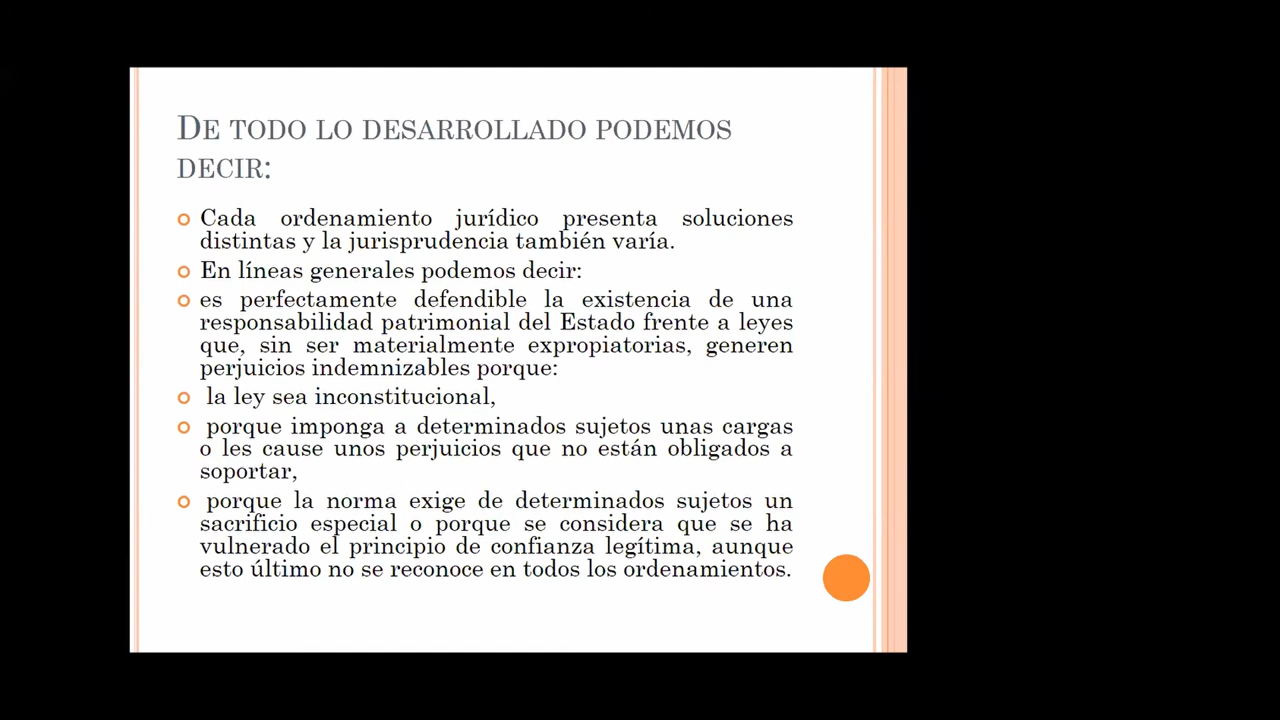 De todo lo desarrollado podemos
decir:
Cada ordenamiento jurídico presenta soluciones
distintas y la jurisprudencia también varía.
En líneas generales podemos decir:
es perfectamente defendible la existencia de una
responsabilidad patrimonial del Estado frente a leyes
que, sin ser materialmente expropiatorias, generen
perjuicios indemnizables porque:
la ley sea inconstitucional,
porque imponga a determinados sujetos unas cargas
o les cause unos perjuicios que no están obligados a
soportar,
porque la norma exige de determinados sujetos un
sacrificio especial o porque se considera que se ha
vulnerado el principio de confianza legítima, aunque
esto último no se reconoce en todos los ordenamientos.